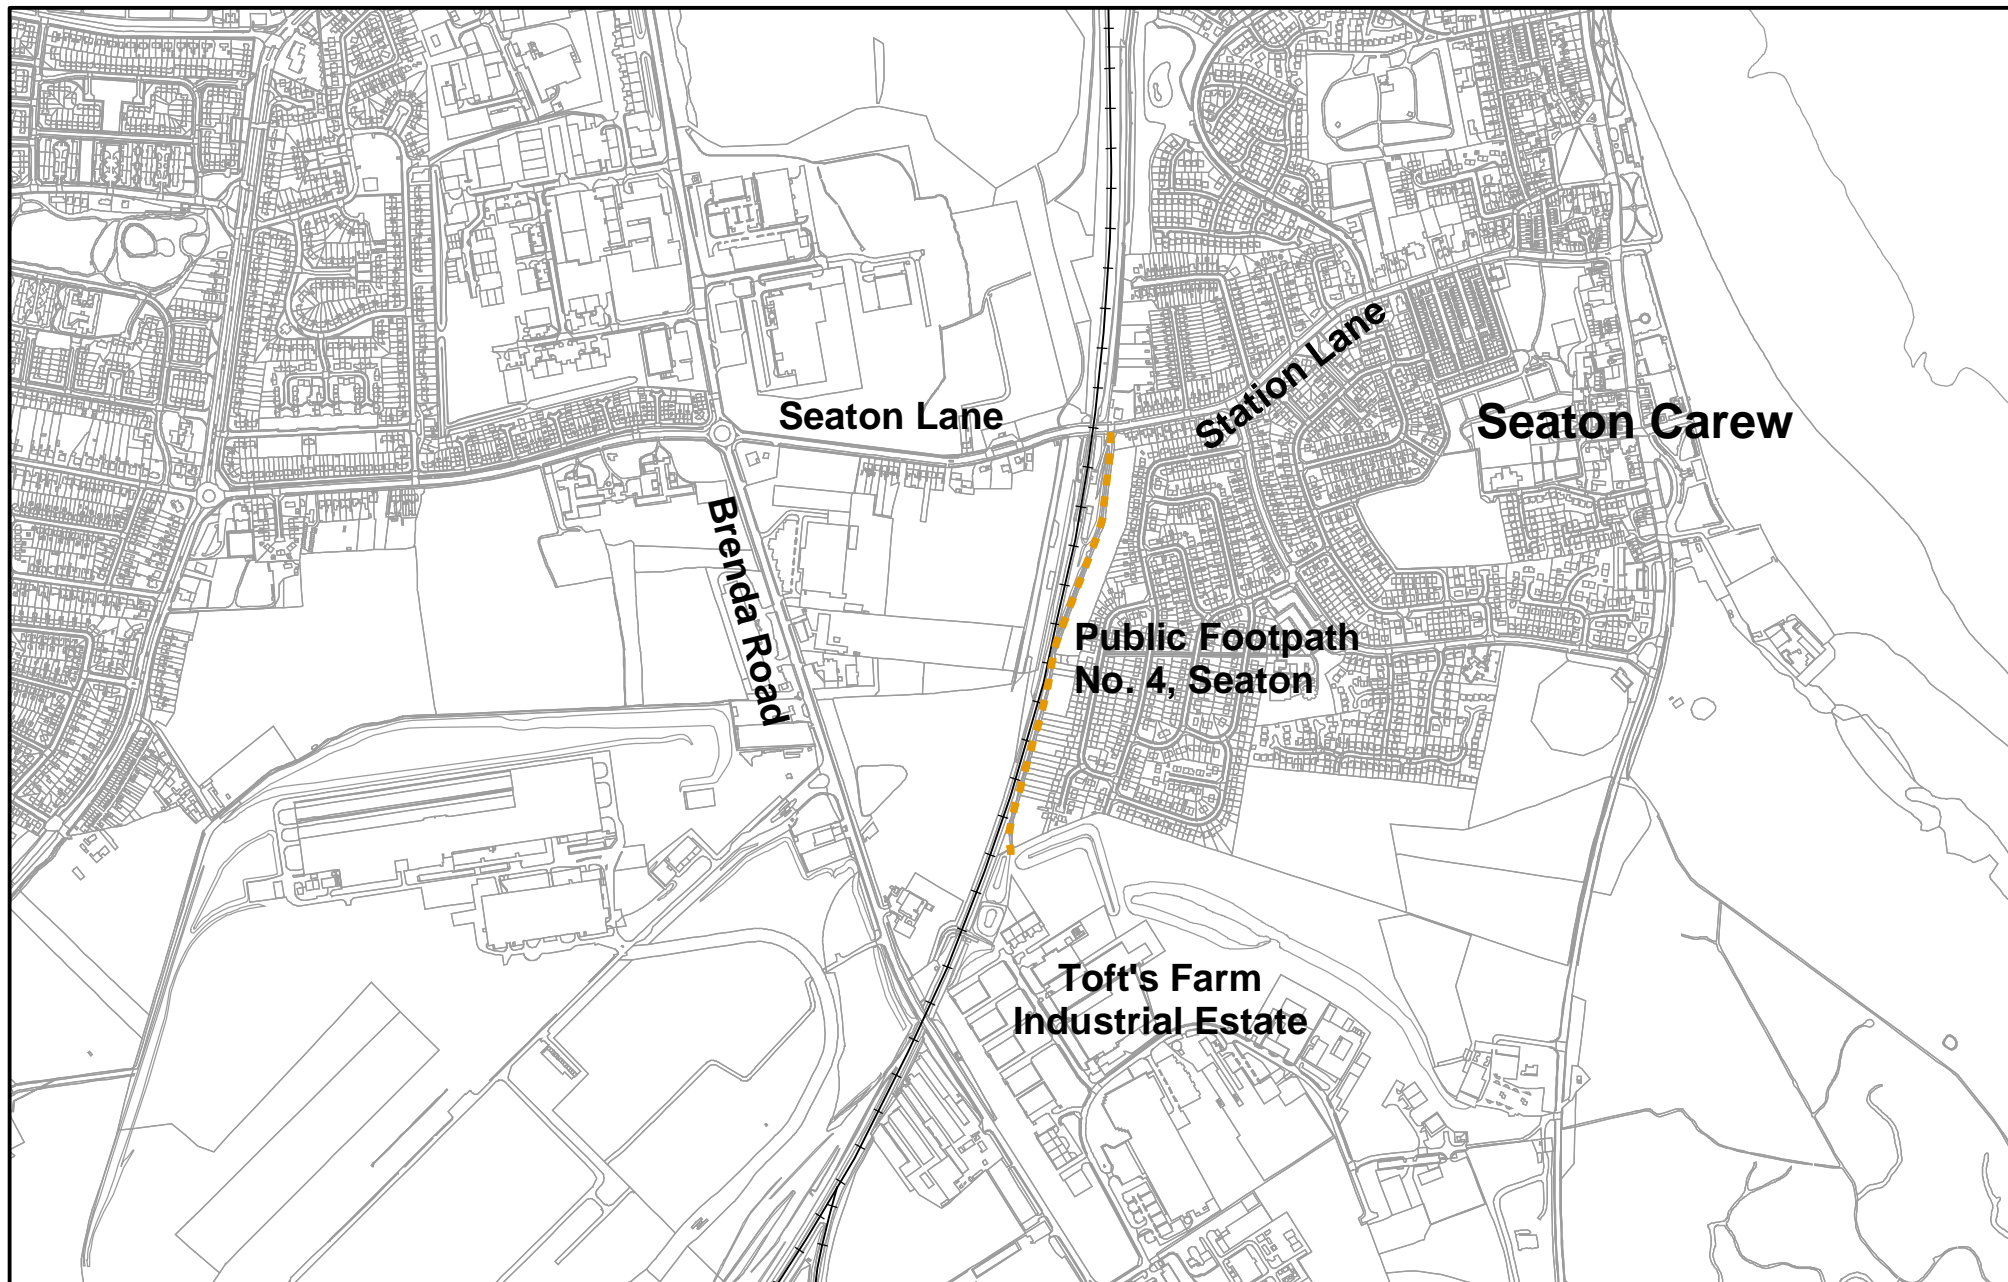 Station Lane
Seaton Lane
Seaton Carew
Brenda Road
Public Footpath
No. 4, Seaton
Toft's Farm
Industrial Estate